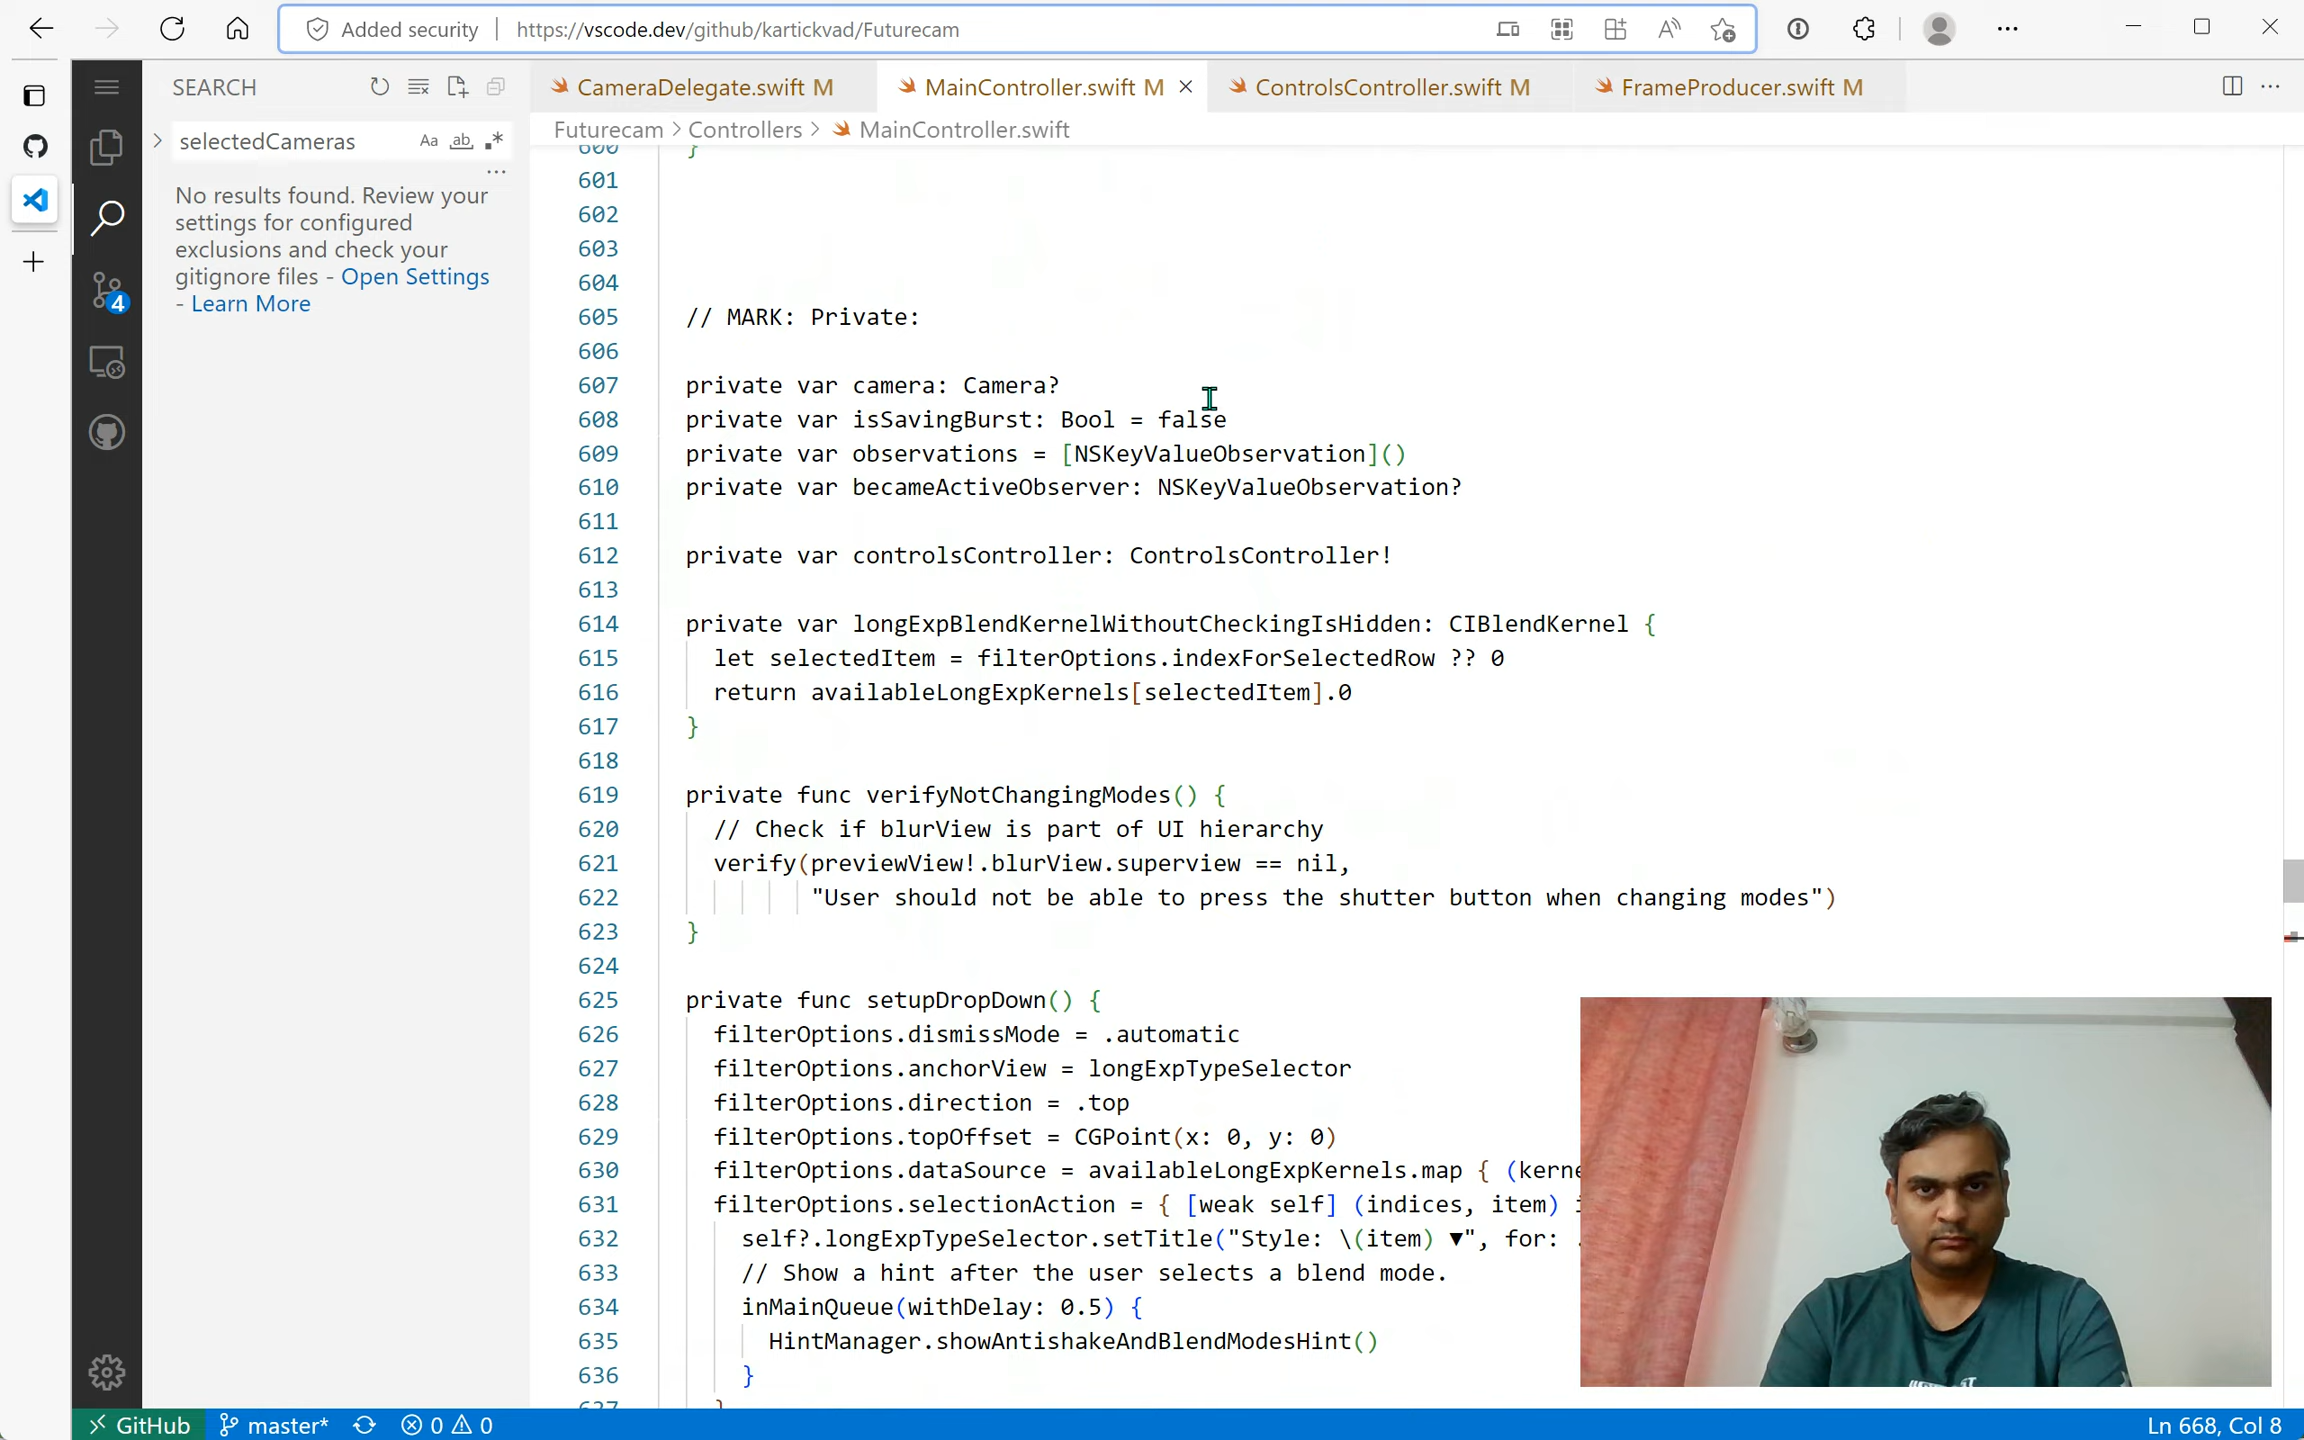 Added security
https://vscode.dev/github/kartickvad/Futurecam
SEARCH
selectedCameras
Aa
ab
No results found. Review your
settings for configured
exclusions and check your
gitignore files - Open Settings
- Learn More
4
CameraDelegate.swift M
MainController.swift M
ControlsController.swift M
FrameProducer.swift M
Futurecam > Controllers > MainController.swift
600 }
601
602
603
604
605 // MARK: Private:
606
607 private var camera: Camera?
608 private var isSavingBurst: Bool = false
609 private var observations = [NSKeyValueObservation]()
610 private var becameActiveObserver: NSKeyValueObservation?
611
612 private var controlsController: ControlsController!
613
614 private var longExpBlendKernelWithoutCheckingIsHidden: CIBlendKernel {
615 let selectedItem = filterOptions.indexForSelectedRow ?? 0
616 return availableLongExpKernels[selectedItem].0
617 }
618
619 private func verifyNotChangingModes() {
620 // Check if blurView is part of UI hierarchy
621 verify(previewView!.blurView.superview == nil,
622 "User should not be able to press the shutter button when changing modes")
623 }
624
625 private func setupDropDown() {
626 filterOptions.dismissMode = .automatic
627 filterOptions.anchorView = longExpTypeSelector
628 filterOptions.direction = .top
629 filterOptions.topOffset = CGPoint(x: 0, y: 0)
630 filterOptions.dataSource = availableLongExpKernels.map { (kerne
631 filterOptions.selectionAction = { [weak self] (indices, item) i
632 self?.longExpTypeSelector.setTitle("Style: \(item) ▼", for: .
633 // Show a hint after the user selects a blend mode.
634 inMainQueue(withDelay: 0.5) {
635 HintManager.showAntishakeAndBlendModesHint()
636 }
637 }
GitHub
master*
0
0
Ln 668, Col 8